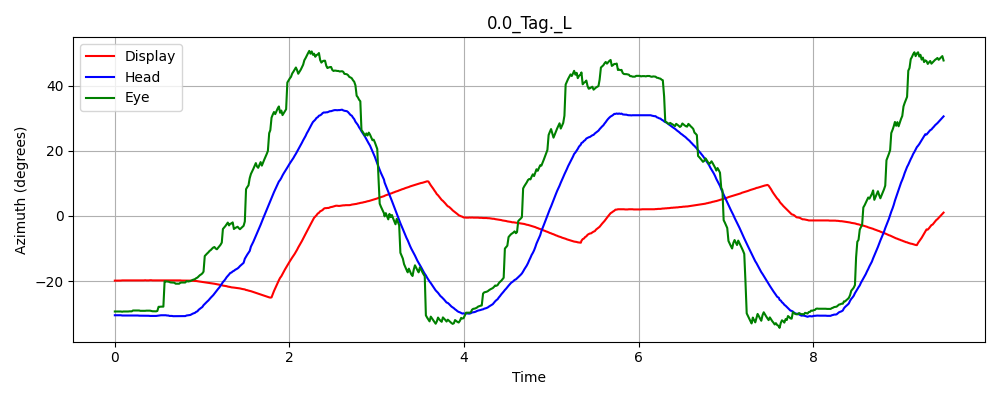 0.0_Tag._L
Display
Head
Eye
Azimuth (degrees)
40
20
0
−20
0 2 4 6 8
Time